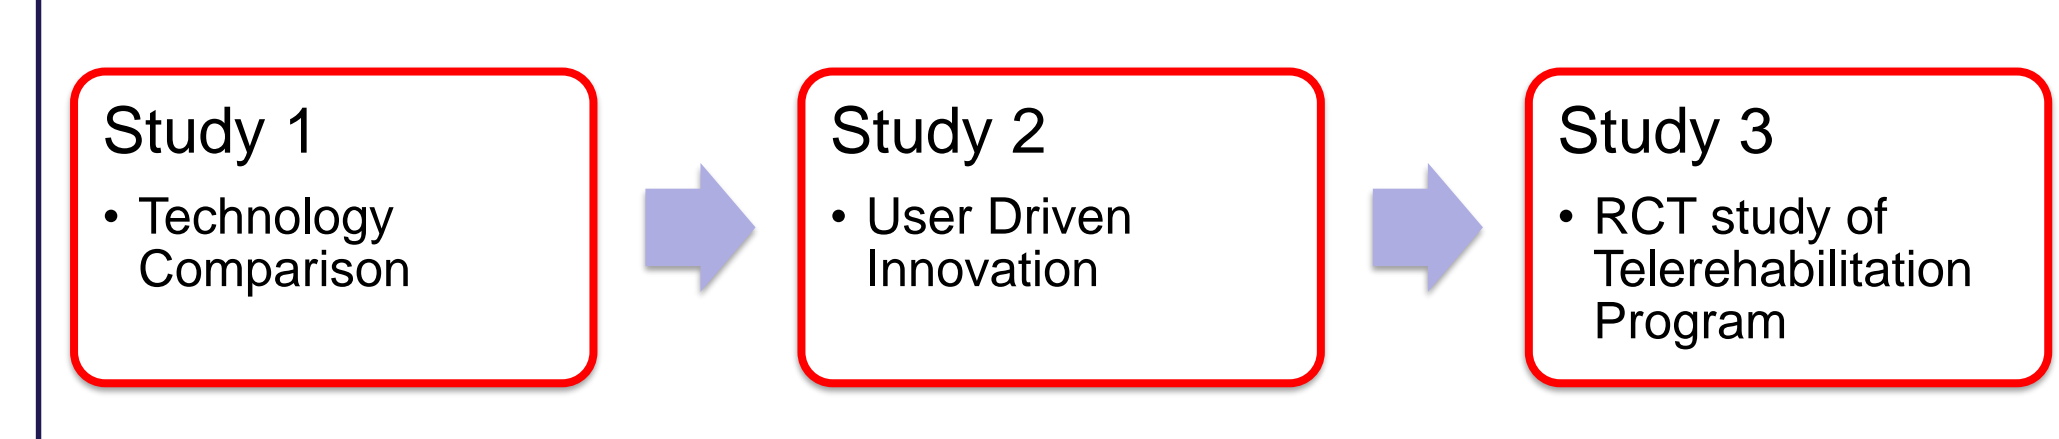 Study 1
• Technology
Comparison
Study 2
• User Driven
Innovation
Study 3
• RCT study of
Telerehabilitation
Program